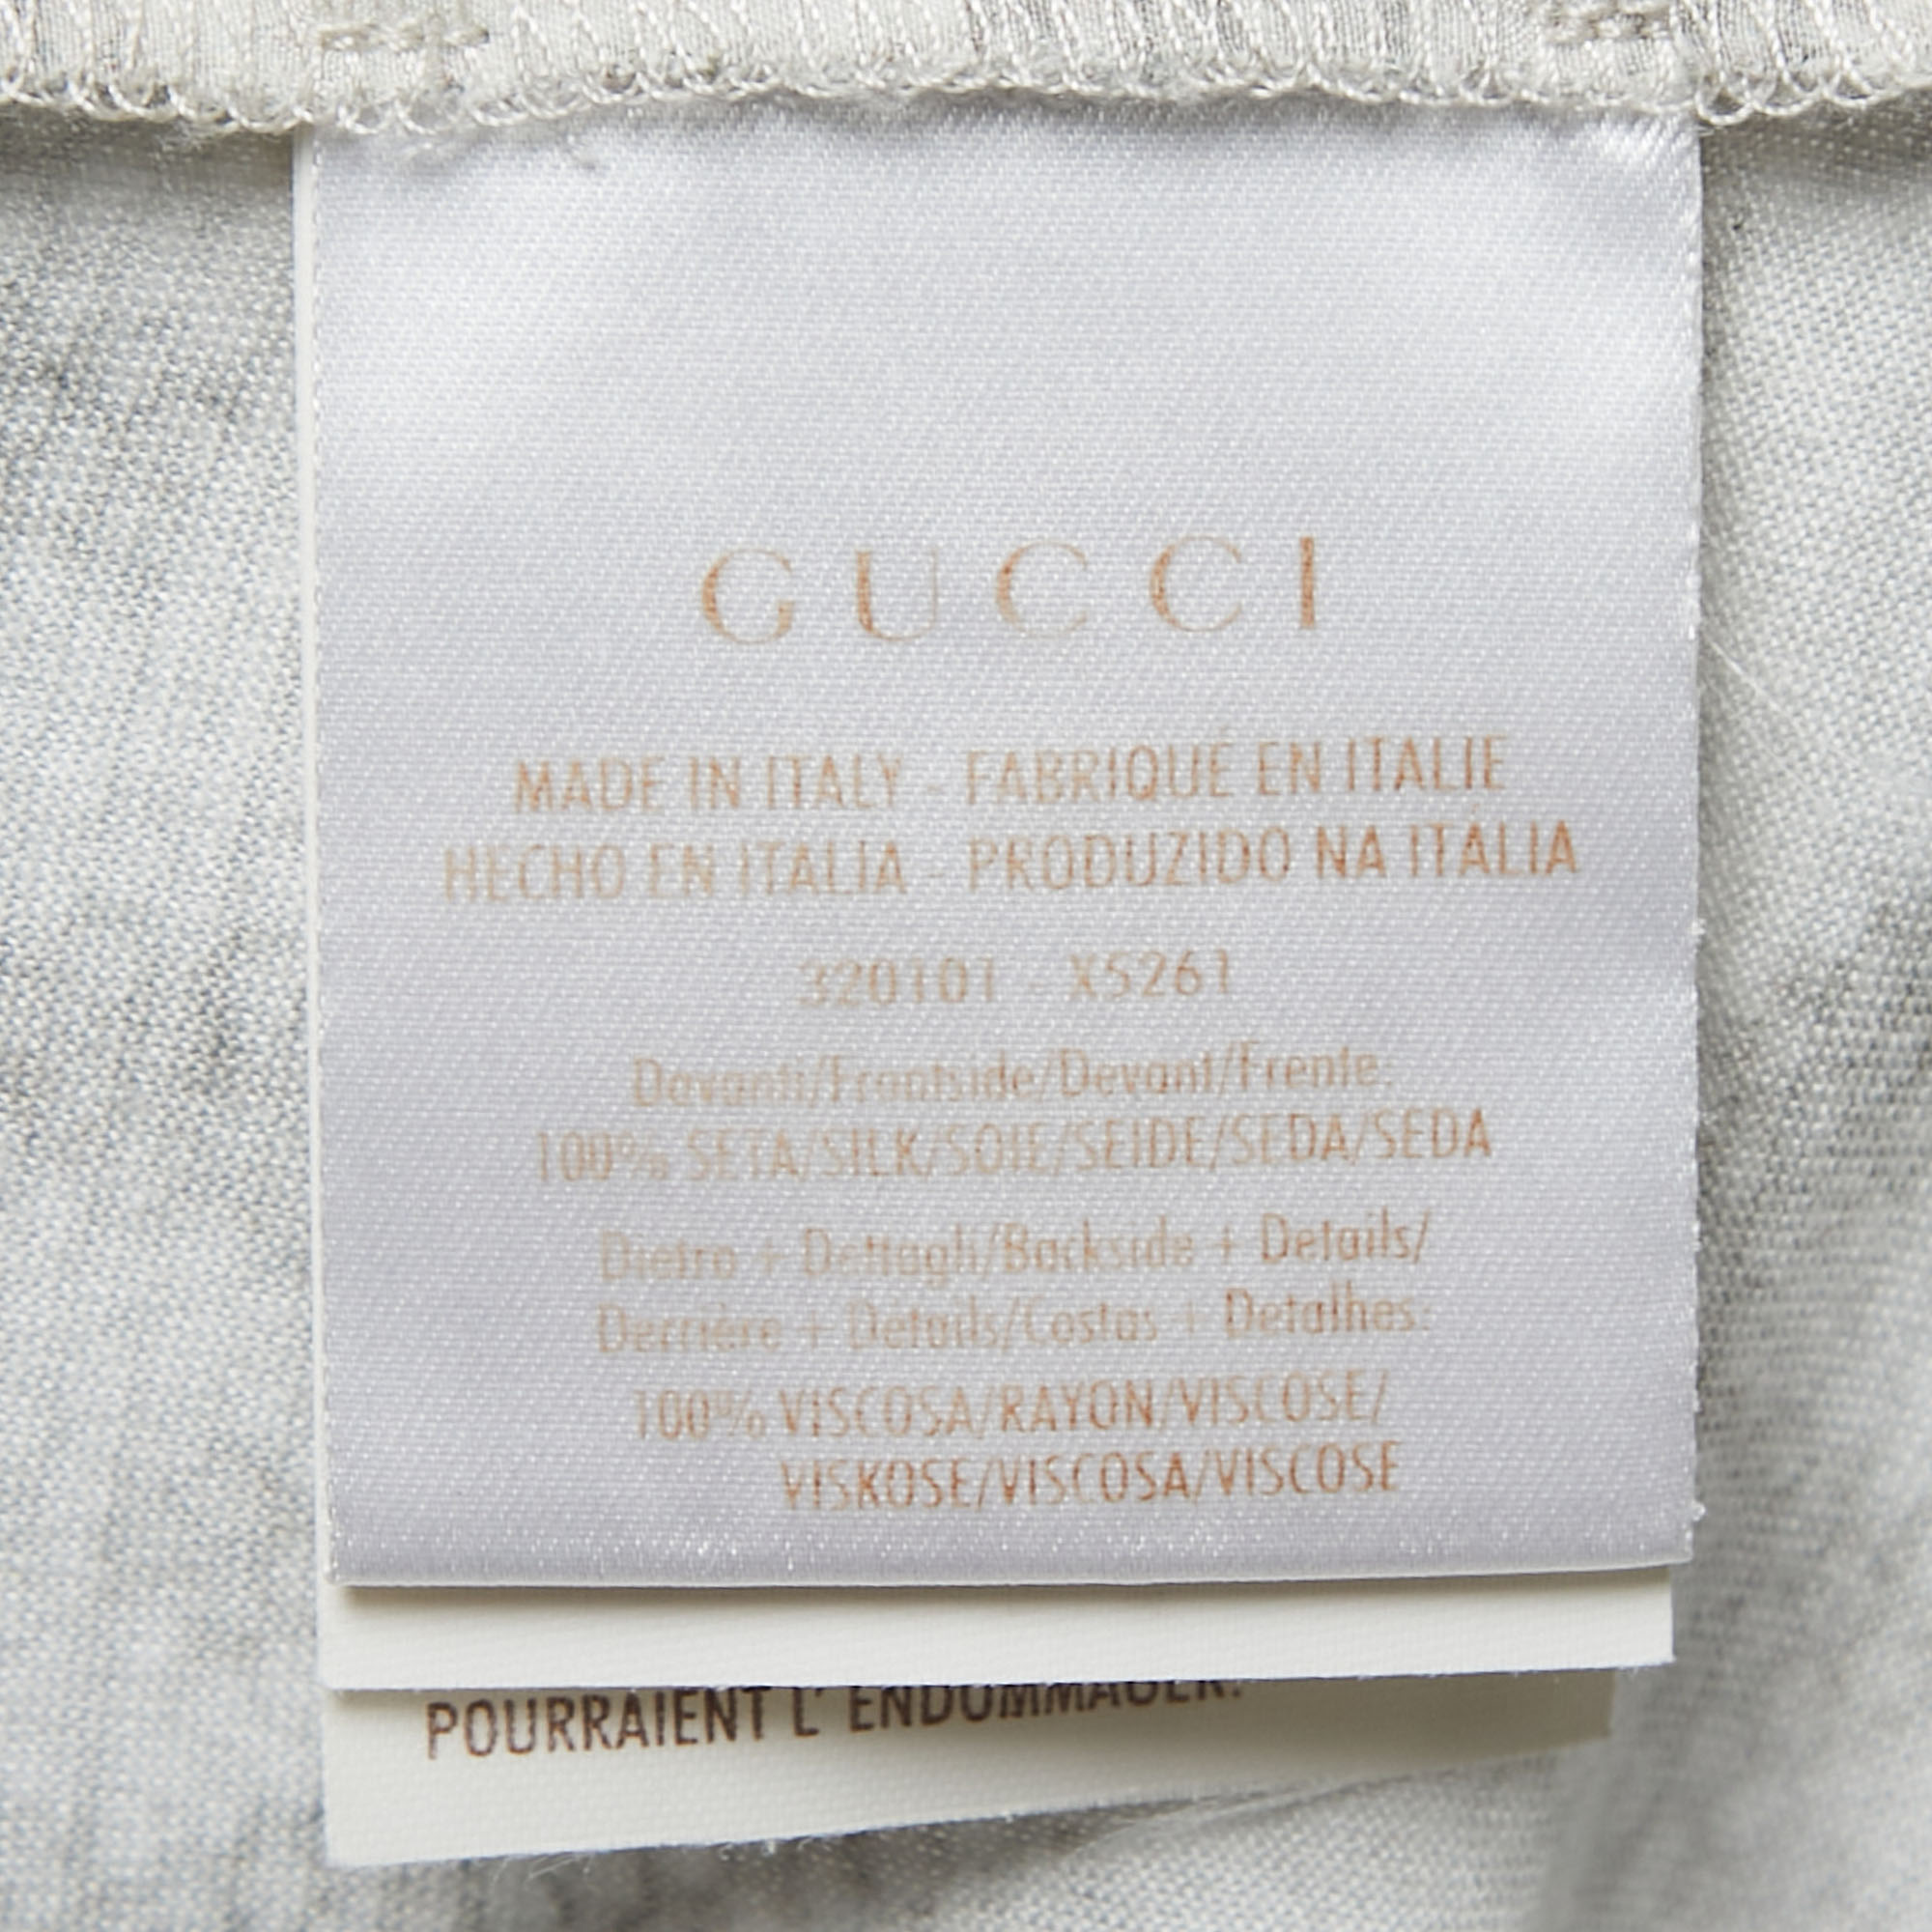 GUCCI
MADE IN ITALY - FABRIQUÉ EN ITALIE
HECHO EN ITALIA - PRODUZIDO NA ITÁLIA
320101 - X5261
Davanti/Frontside/Devant/Frente:
100% SETA/SILK/SOIE/SEIDE/SEDA/SEDA
Dietro + Dettagli/Backside + Details/
Derrière + Détails/Costas + Detalhes:
100% VISCOSA/RAYON/VISCOSE/
VISKOSE/VISCOSA/VISCOSE
POURRAIENT L' ENDOMMAGER.